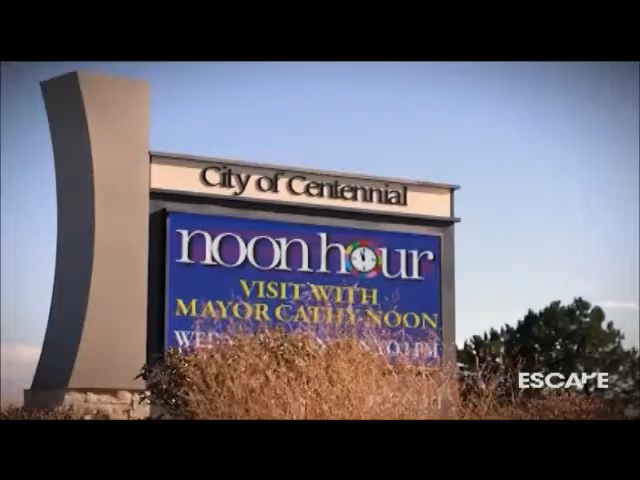 City of Centennial
noon hour
VISIT WITH
MAYOR CATHY NOON
ESCAPE